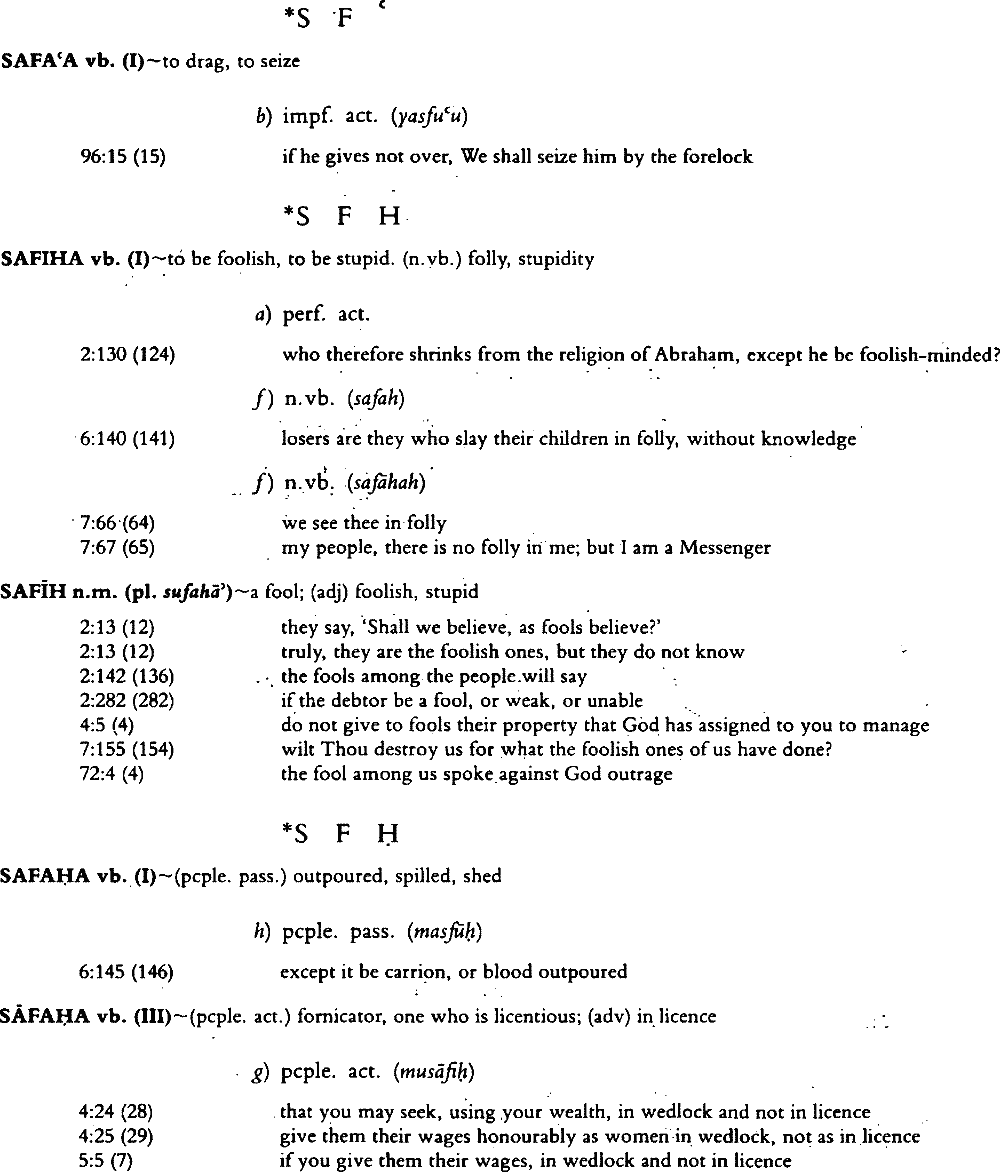 *S F ʿ
SAFAʿA vb. (I)~to drag, to seize
b) impf. act. (yasfuʿu)
96:15 (15) if he gives not over, We shall seize him by the forelock
*S F H
SAFIHA vb. (I)~to be foolish, to be stupid. (n.vb.) folly, stupidity
a) perf. act.
2:130 (124) who therefore shrinks from the religion of Abraham, except he be foolish-minded?
f) n.vb. (safah)
6:140 (141) losers are they who slay their children in folly, without knowledge
f) n.vb. (safāhah)
7:66 (64) we see thee in folly
7:67 (65) my people, there is no folly in me; but I am a Messenger
SAFĪH n.m. (pl. sufahāʾ)~a fool; (adj) foolish, stupid
2:13 (12) they say, 'Shall we believe, as fools believe?'
2:13 (12) truly, they are the foolish ones, but they do not know
2:142 (136) the fools among the people will say
2:282 (282) if the debtor be a fool, or weak, or unable
4:5 (4) do not give to fools their property that God has assigned to you to manage
7:155 (154) wilt Thou destroy us for what the foolish ones of us have done?
72:4 (4) the fool among us spoke against God outrage
*S F Ḥ
SAFAḤA vb. (I)~(pcple. pass.) outpoured, spilled, shed
h) pcple. pass. (masfūḥ)
6:145 (146) except it be carrion, or blood outpoured
SĀFAḤA vb. (III)~(pcple. act.) fornicator, one who is licentious; (adv) in licence
g) pcple. act. (musāfiḥ)
4:24 (28) that you may seek, using your wealth, in wedlock and not in licence
4:25 (29) give them their wages honourably as women in wedlock, not as in licence
5:5 (7) if you give them their wages, in wedlock and not in licence